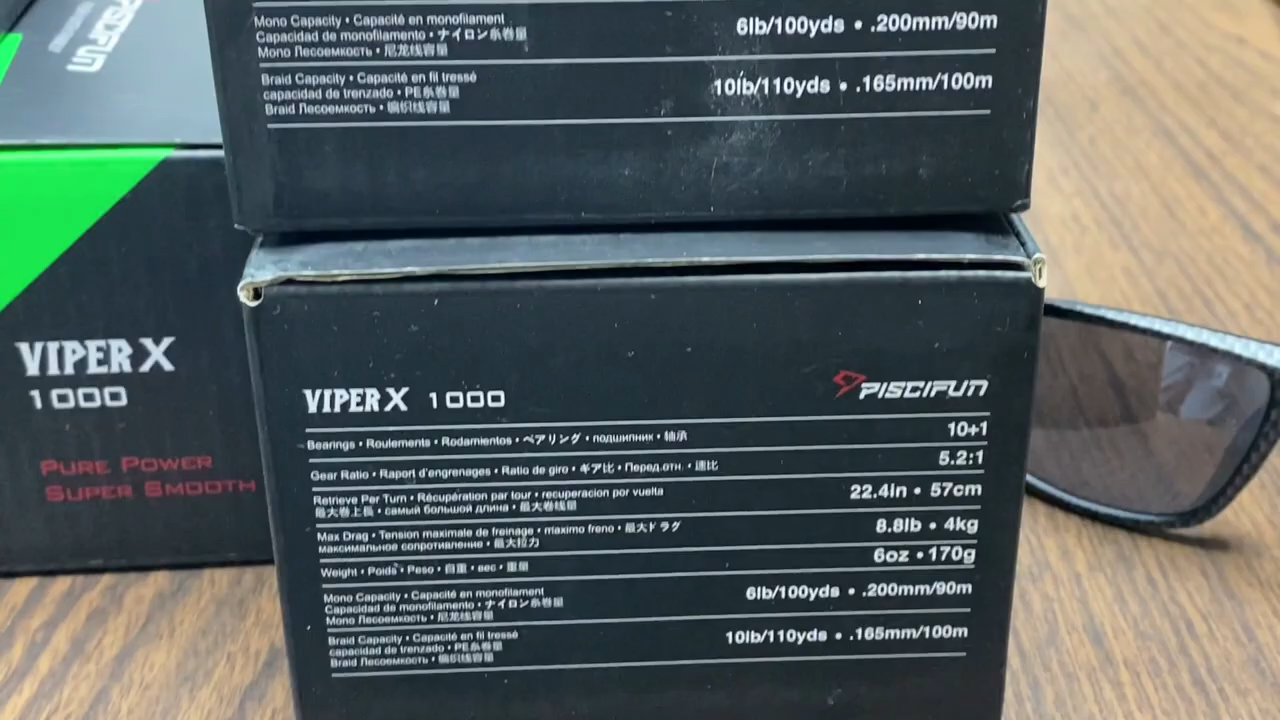 Mono Capacity • Capacité en monofilament
Capacidad de monofilamento • ナイロン糸巻量
Mono Лесоемкость • 尼龙线容量
6lb/100yds • .200mm/90m
Braid Capacity • Capacité en fil tressé
capacidad de trenzado • PE糸巻量
Braid Лесоемкость • 编织线容量
10lb/110yds • .165mm/100m
VIPER X
1000
PURE POWER
SUPER SMOOTH
VIPER X 1000
PISCIFUN
Bearings • Roulements • Rodamientos • ベアリング • подшипник • 轴承
10+1
Gear Ratio • Raport d'engrenages • Ratio de giro • ギア比 • Перед.отн. • 速比
5.2:1
Retrieve Per Turn • Récupération par tour • recuperacion por vuelta
最大巻上長 • самый большой длина • 最大卷线量
22.4in • 57cm
Max Drag • Tension maximale de freinage • maximo freno • 最大ドラグ
максимальное сопротивление • 最大拉力
8.8lb • 4kg
Weight • Poids • Peso • 自重 • вес • 重量
6oz • 170g
Mono Capacity • Capacité en monofilament
Capacidad de monofilamento • ナイロン糸巻量
Mono Лесоемкость • 尼龙线容量
6lb/100yds • .200mm/90m
Braid Capacity • Capacité en fil tressé
capacidad de trenzado • PE糸巻量
Braid Лесоемкость • 编织线容量
10lb/110yds • .165mm/100m